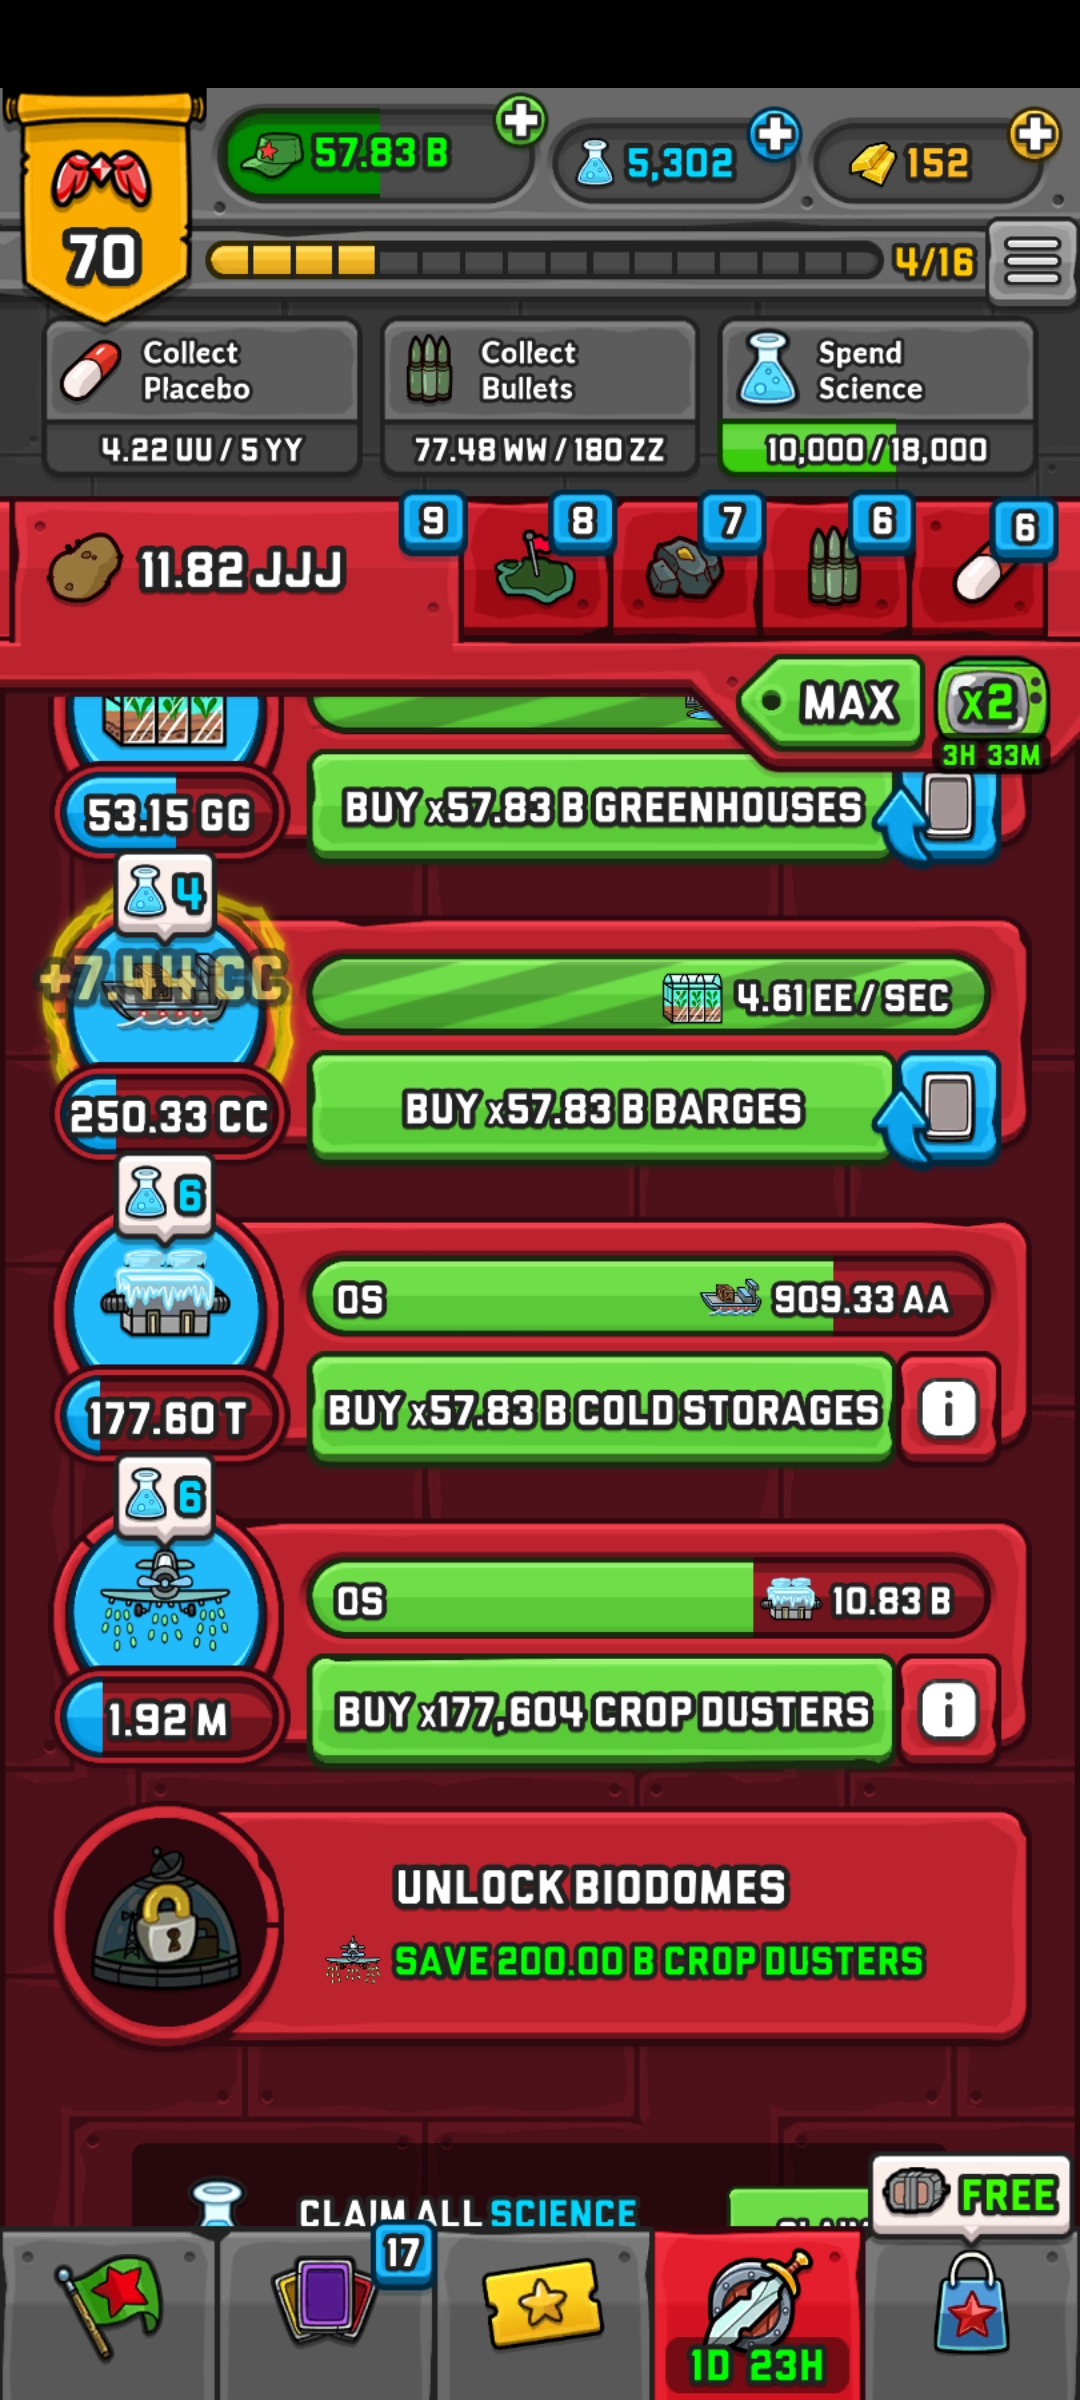 57.83 B
5,302
152
70
4/16
Collect
Placebo
4.22 UU / 5 YY
Collect
Bullets
77.48 WW / 180 ZZ
Spend
Science
10,000 / 18,000
11.82 JJJ
9
8
7
6
6
MAX
x2
3H 33M
53.15 GG
BUY x57.83 B GREENHOUSES
4
+7.44 CC
4.61 EE / SEC
250.33 CC
BUY x57.83 B BARGES
6
0S
909.33 AA
177.60 T
BUY x57.83 B COLD STORAGES
i
6
0S
10.83 B
1.92 M
BUY x177,604 CROP DUSTERS
i
UNLOCK BIODOMES
SAVE 200.00 B CROP DUSTERS
CLAIM ALL SCIENCE
FREE
17
1D 23H